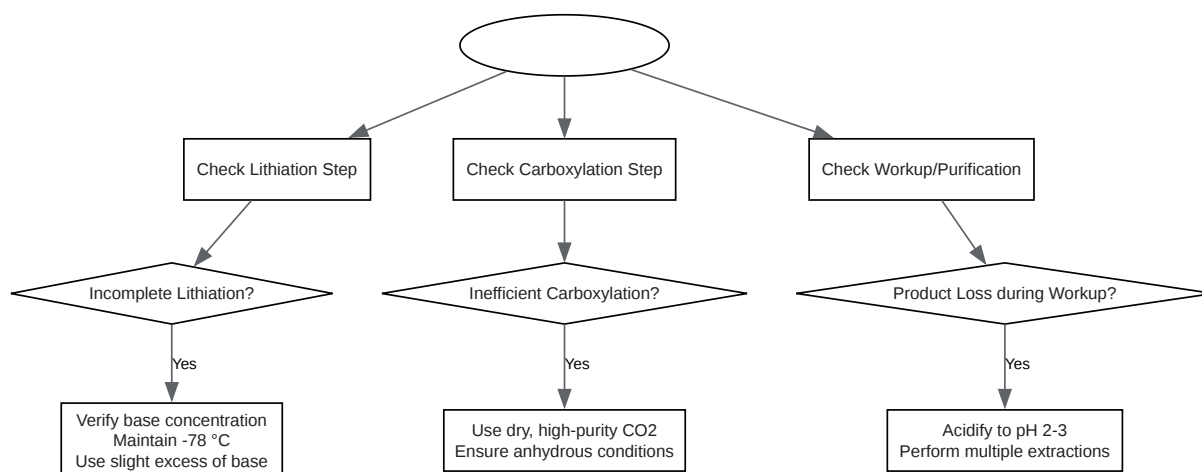 Check Lithiation Step
Check Carboxylation Step
Check Workup/Purification
Incomplete Lithiation?
Inefficient Carboxylation?
Product Loss during Workup?
Yes
Yes
Yes
Verify base concentration
Maintain -78 °C
Use slight excess of base
Use dry, high-purity CO2
Ensure anhydrous conditions
Acidify to pH 2-3
Perform multiple extractions